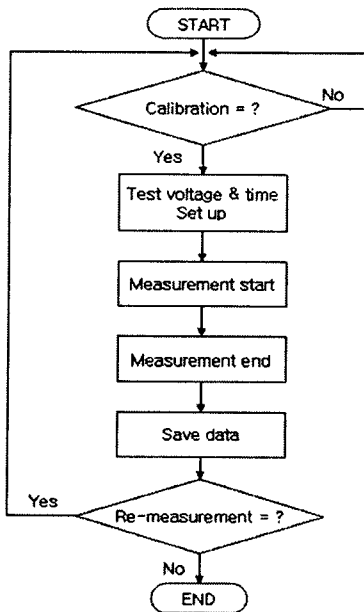 START
Calibration = ?
No
Yes
Test voltage & time
Set up
Measurement start
Measurement end
Save data
Yes
Re-measurement = ?
No
END